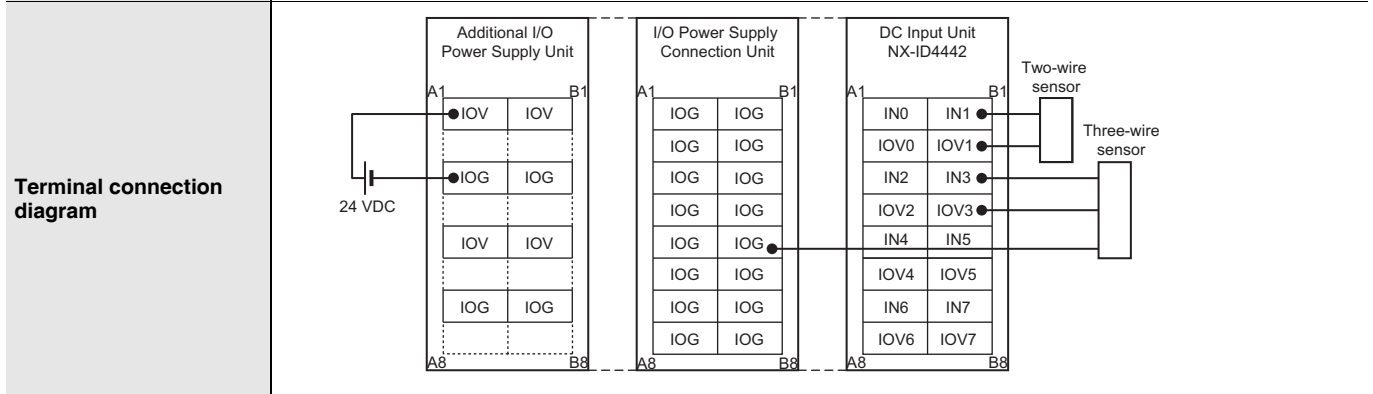 Terminal connection
diagram
Additional I/O
Power Supply Unit
A1 B1
IOV IOV
IOG IOG
IOV IOV
IOG IOG
A8 B8
24 VDC
I/O Power Supply
Connection Unit
A1 B1
IOG IOG
IOG IOG
IOG IOG
IOG IOG
IOG IOG
IOG IOG
IOG IOG
IOG IOG
A8 B8
DC Input Unit
NX-ID4442
A1 B1
IN0 IN1
IOV0 IOV1
IN2 IN3
IOV2 IOV3
IN4 IN5
IOV4 IOV5
IN6 IN7
IOV6 IOV7
A8 B8
Two-wire
sensor
Three-wire
sensor